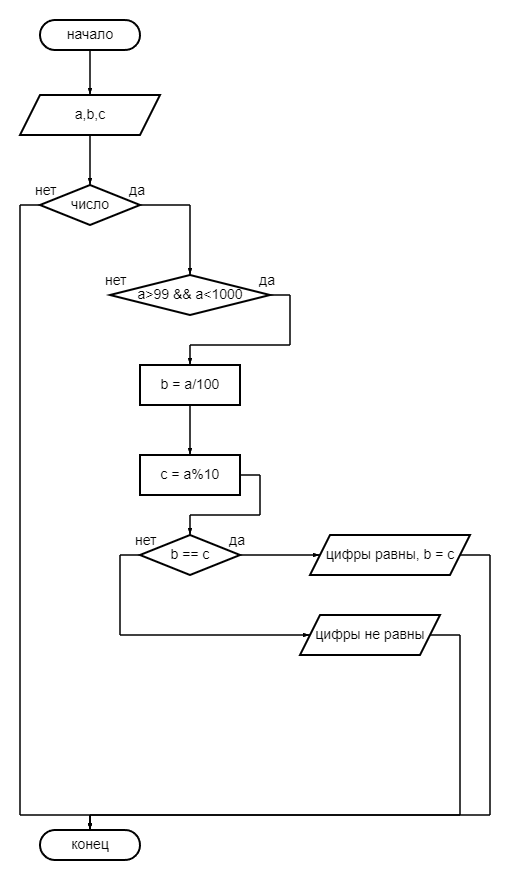 начало
a,b,c
нет
да
число
нет
да
a>99 && a<1000
b = a/100
c = a%10
нет
да
b == c
цифры равны, b = c
цифры не равны
конец